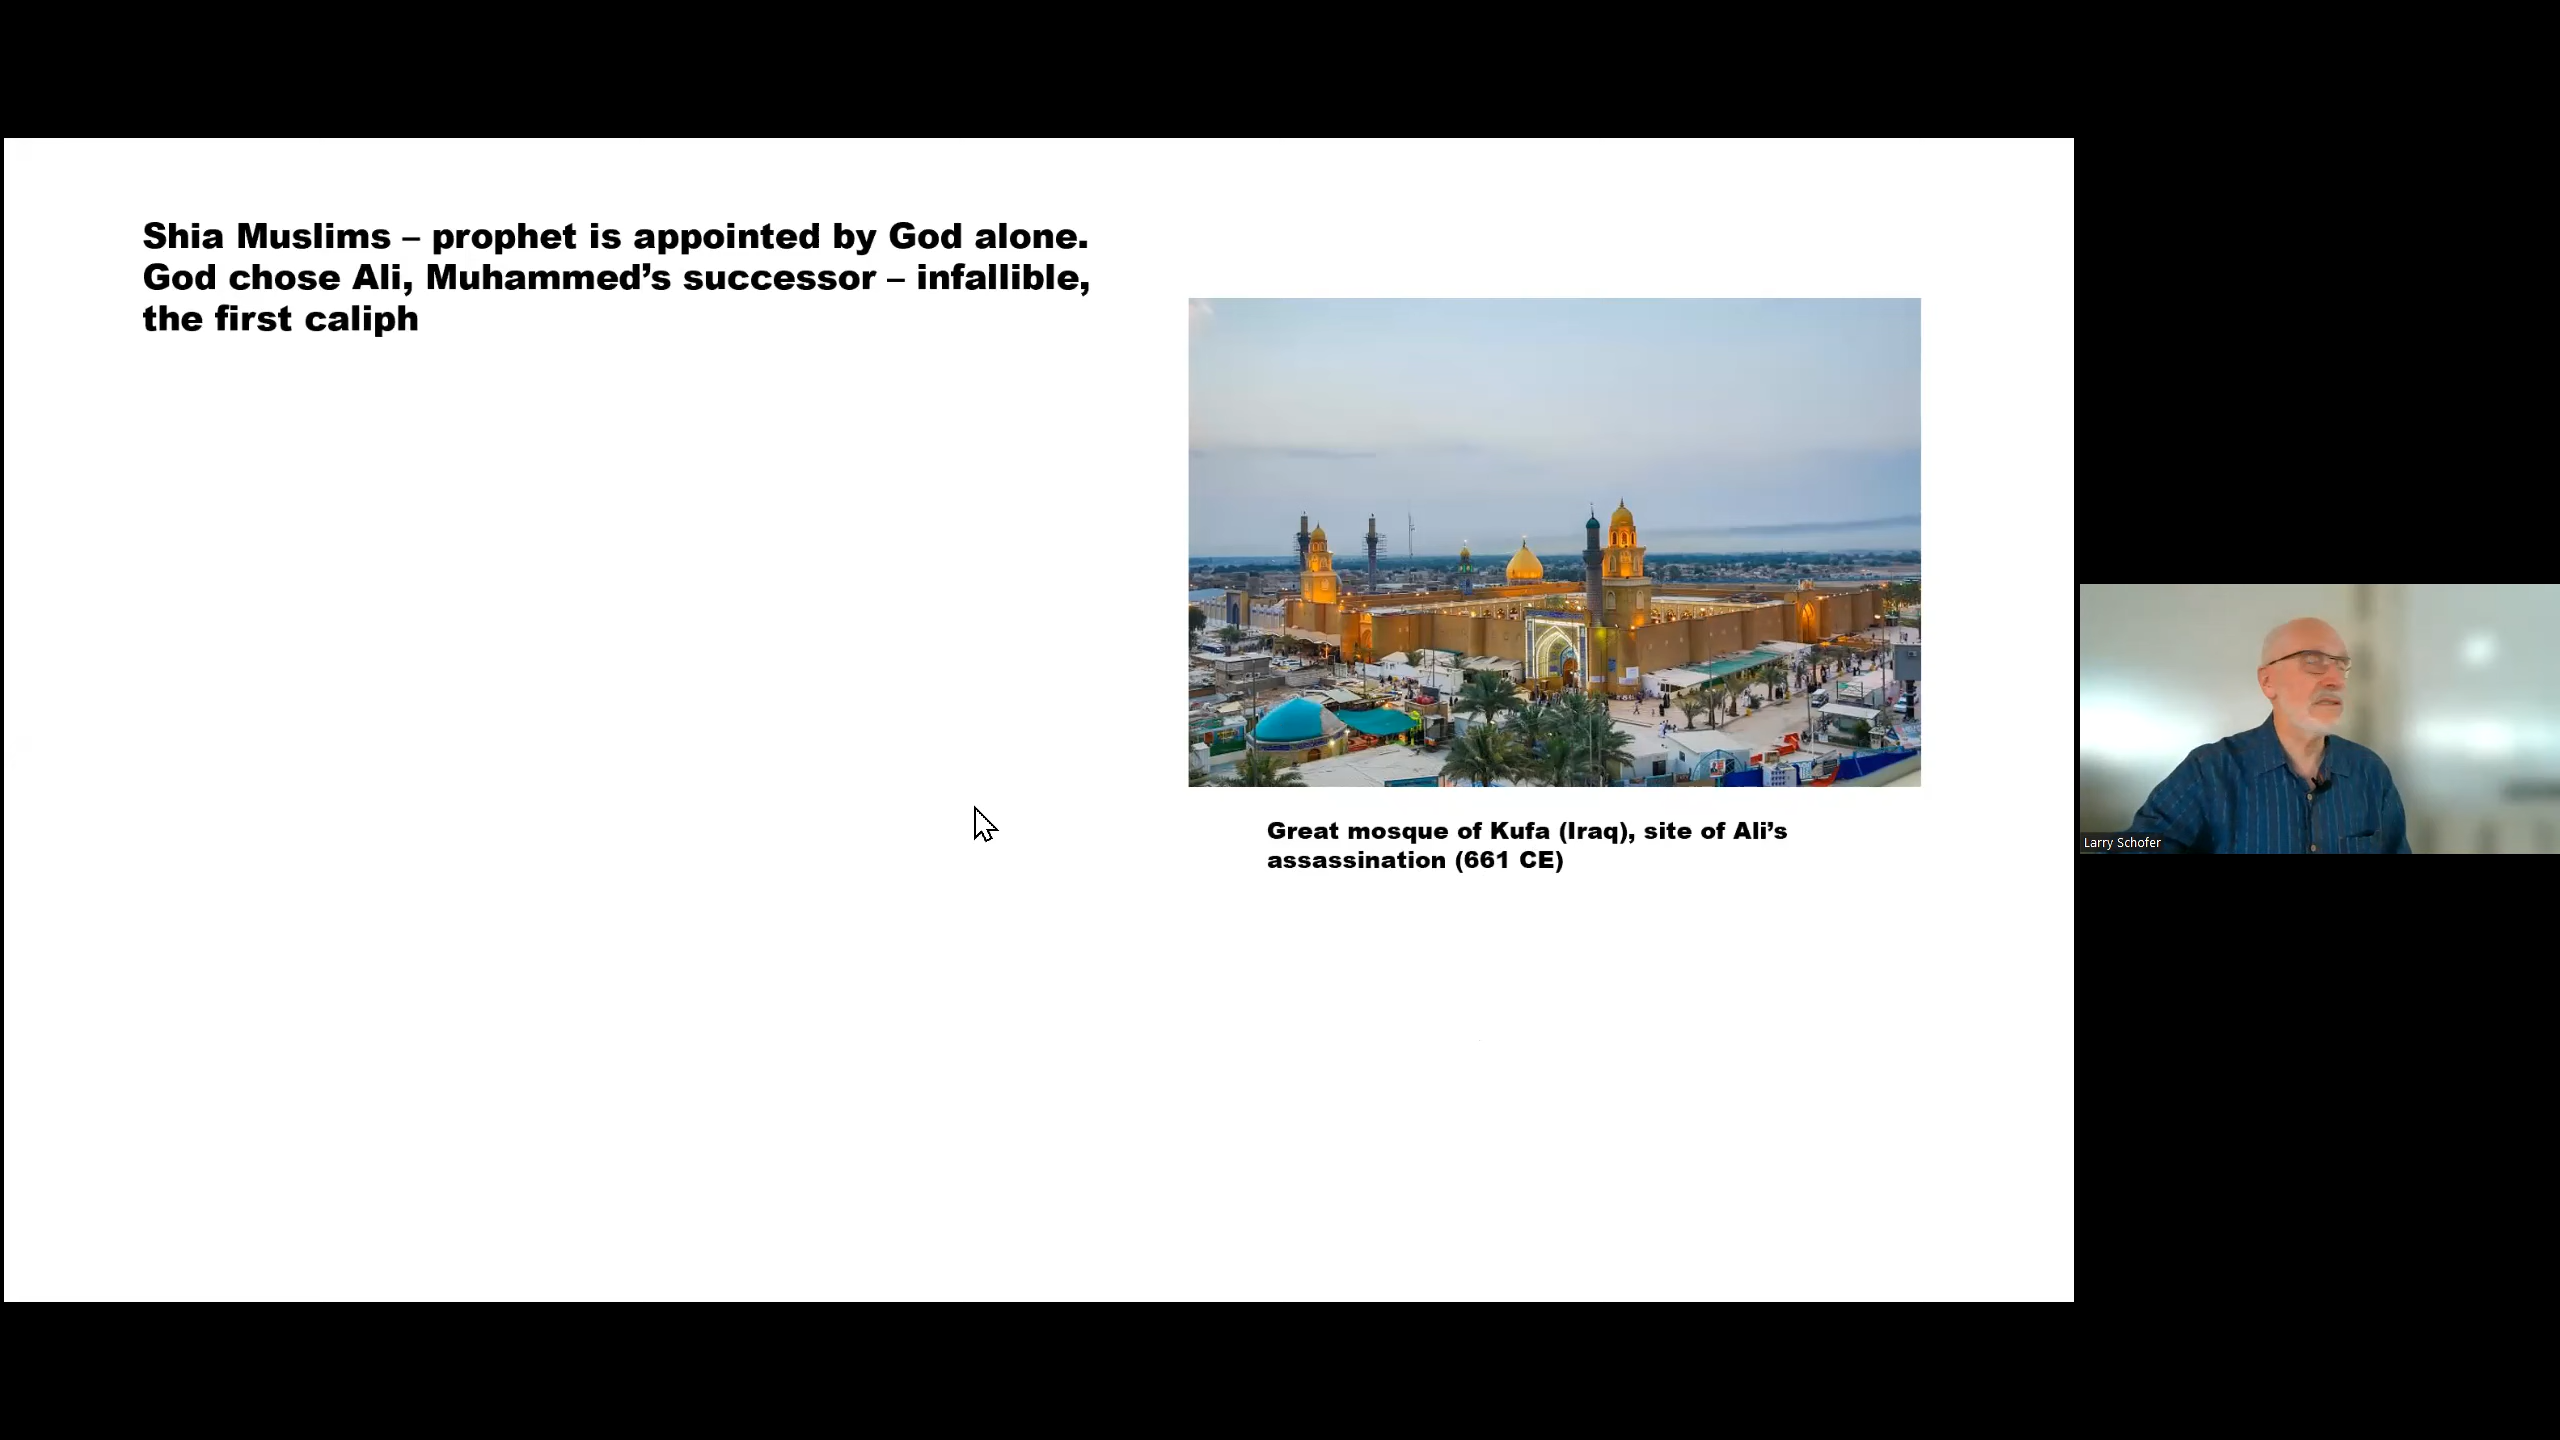 Shia Muslims – prophet is appointed by God alone.
God chose Ali, Muhammed’s successor – infallible,
the first caliph
Great mosque of Kufa (Iraq), site of Ali’s
assassination (661 CE)
Larry Schofer